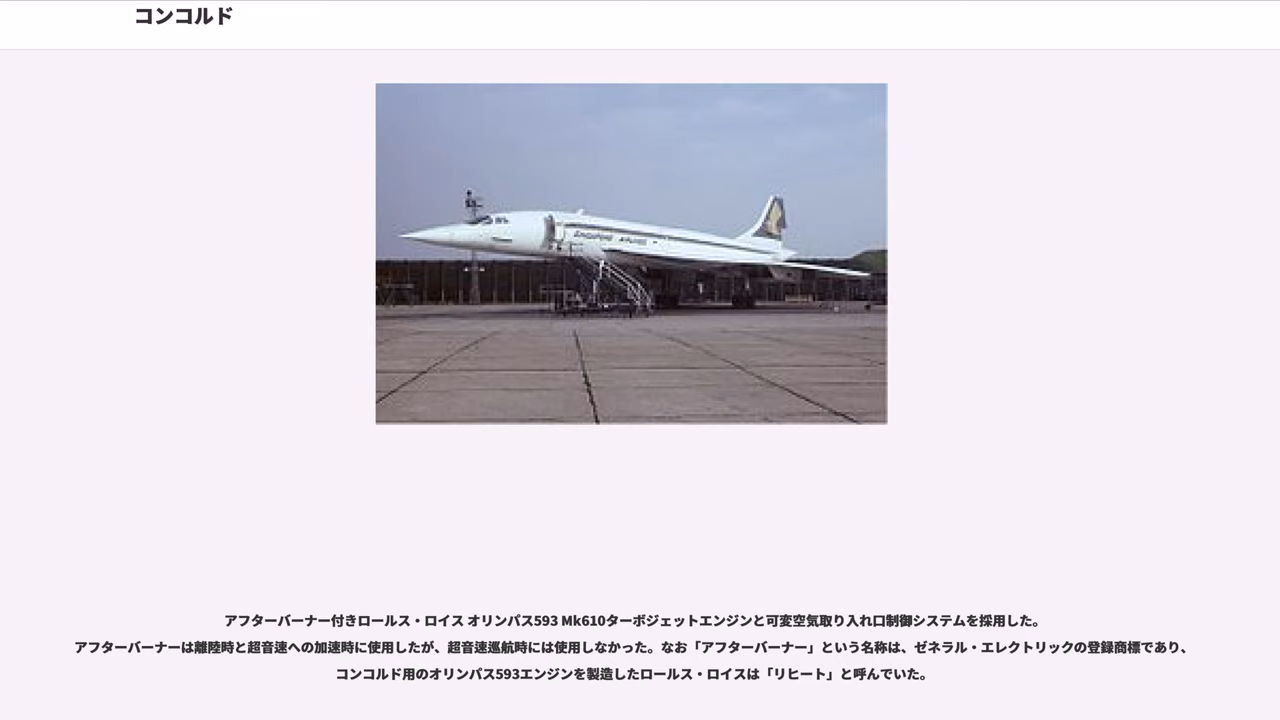 コンコルド
SINGAPORE AIRLINES
アフターバーナー付きロールス・ロイス オリンパス593 Mk610ターボジェットエンジンと可変空気取り入れ口制御システムを採用した。
アフターバーナーは離陸時と超音速への加速時に使用したが、超音速巡航時には使用しなかった。なお「アフターバーナー」という名称は、ゼネラル・エレクトリックの登録商標であり、
コンコルド用のオリンパス593エンジンを製造したロールス・ロイスは「リヒート」と呼んでいた。